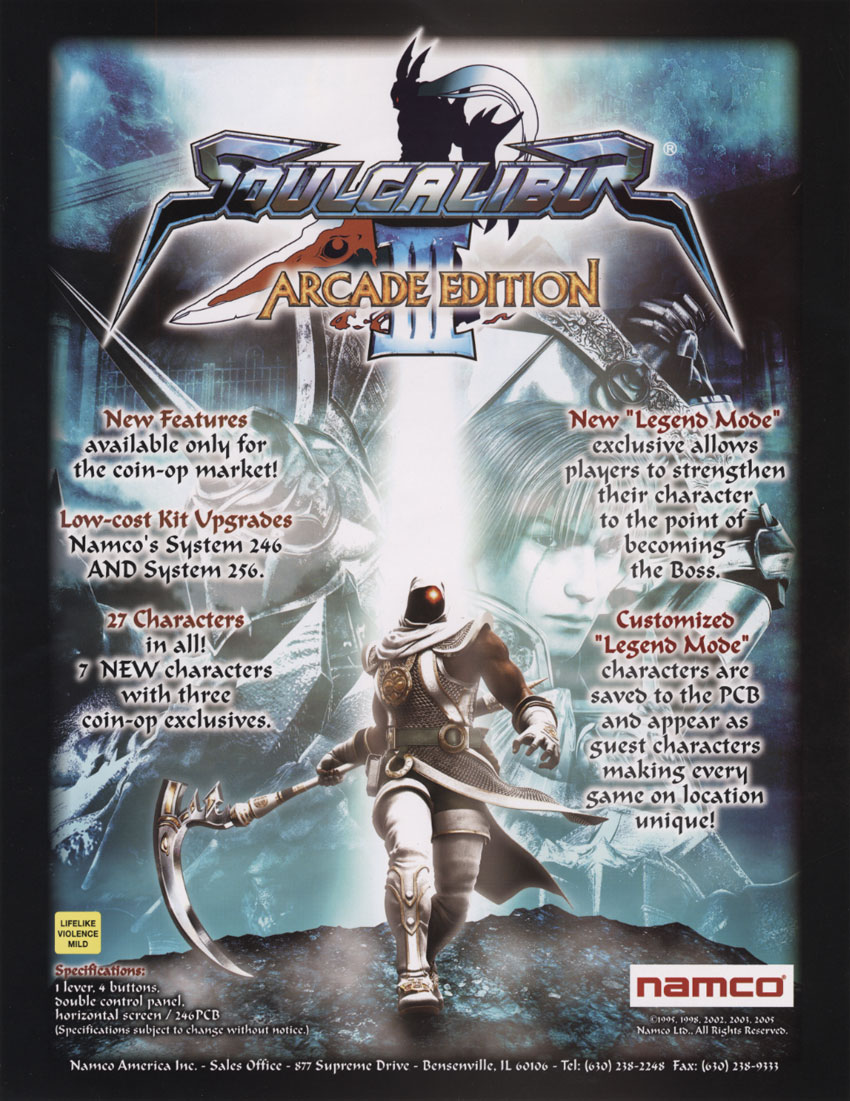 SOULCALIBUR®
III
ARCADE EDITION
New Features
available only for
the coin-op market!
Low-cost Kit Upgrades
Namco's System 246
AND System 256.
27 Characters
in all!
7 NEW characters
with three
coin-op exclusives.
New "Legend Mode"
exclusive allows
players to strengthen
their character
to the point of
becoming
the Boss.
Customized
"Legend Mode"
characters are
saved to the PCB
and appear as
guest characters
making every
game on location
unique!
LIFELIKE
VIOLENCE
MILD
Specifications:
1 lever, 4 buttons,
double control panel,
horizontal screen / 246PCB
(Specifications subject to change without notice.)
namco®
©1995, 1998, 2002, 2003, 2005
Namco Ltd., All Rights Reserved.
Namco America Inc. - Sales Office - 877 Supreme Drive - Bensenville, IL 60106 - Tel: (630) 238-2248 Fax: (630) 238-9333